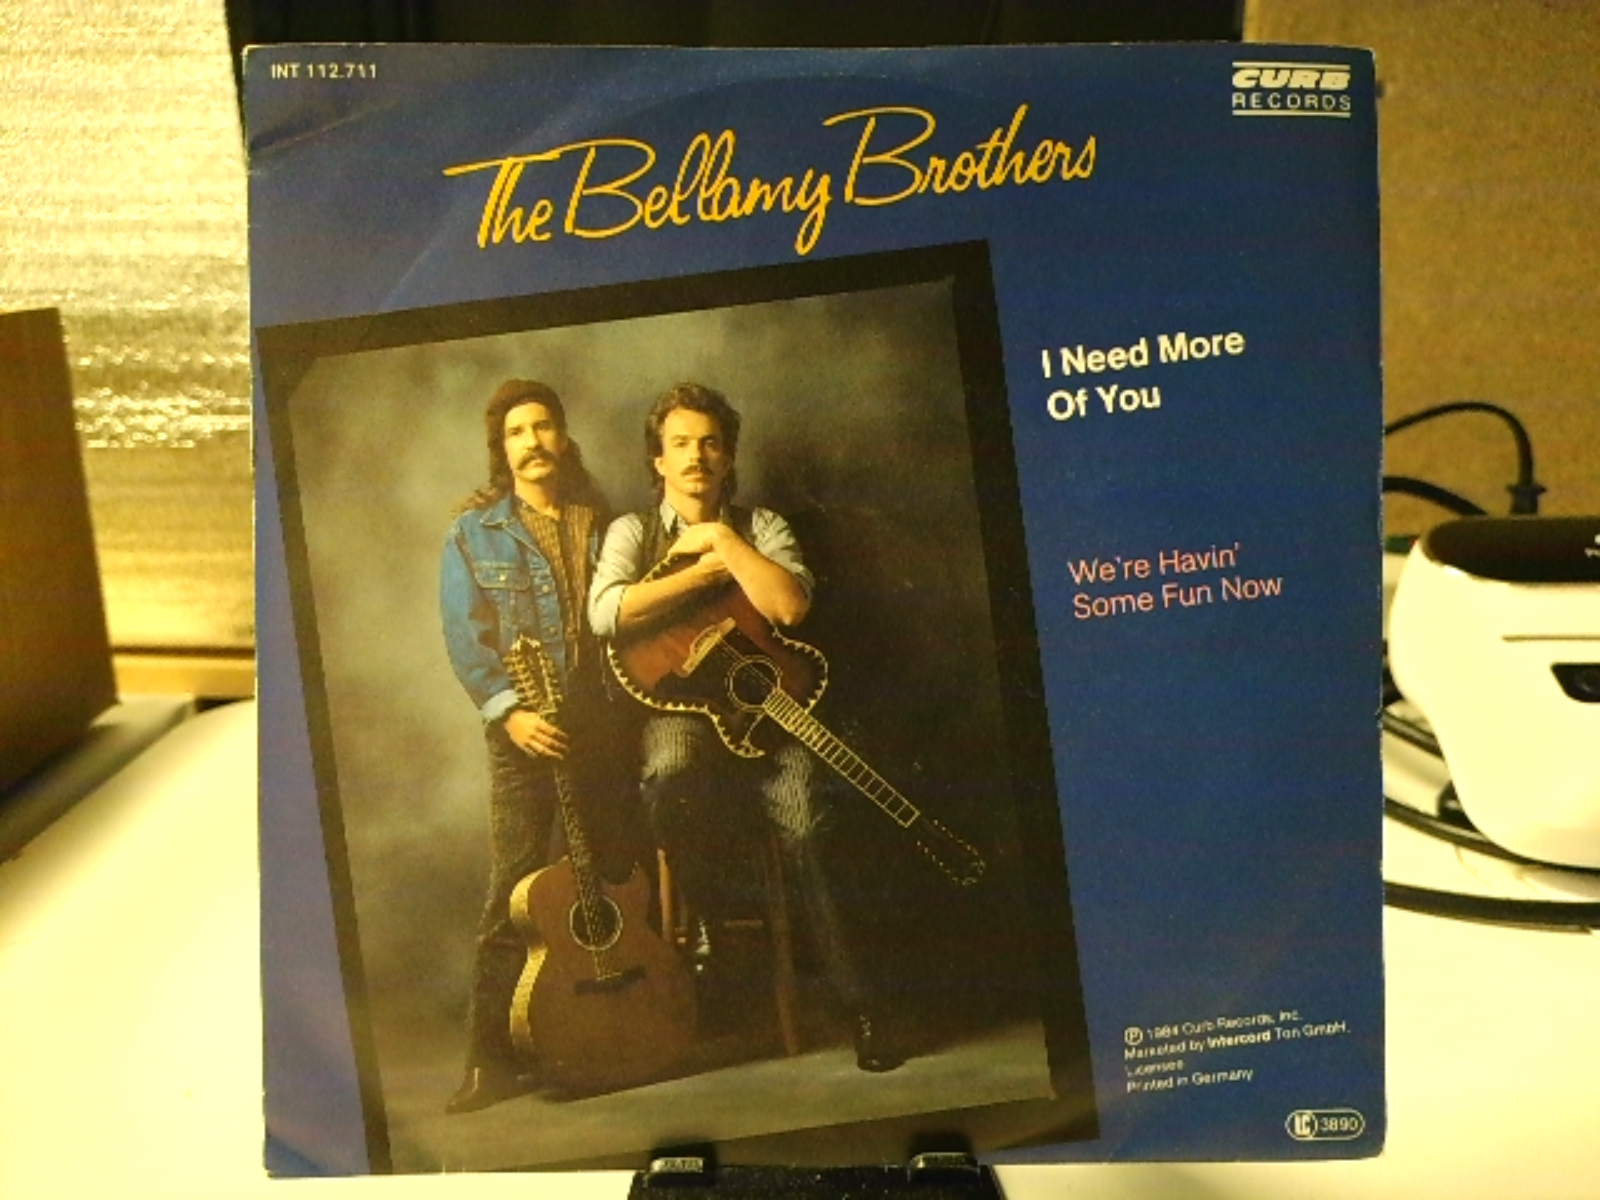 INT 112.711
CURB
RECORDS
The Bellamy Brothers
I Need More
Of You
We're Havin'
Some Fun Now
℗ 1984 Curb Records, Inc.
Marketed by Intercord Ton GmbH.
Licensee
Printed in Germany
LC 3890